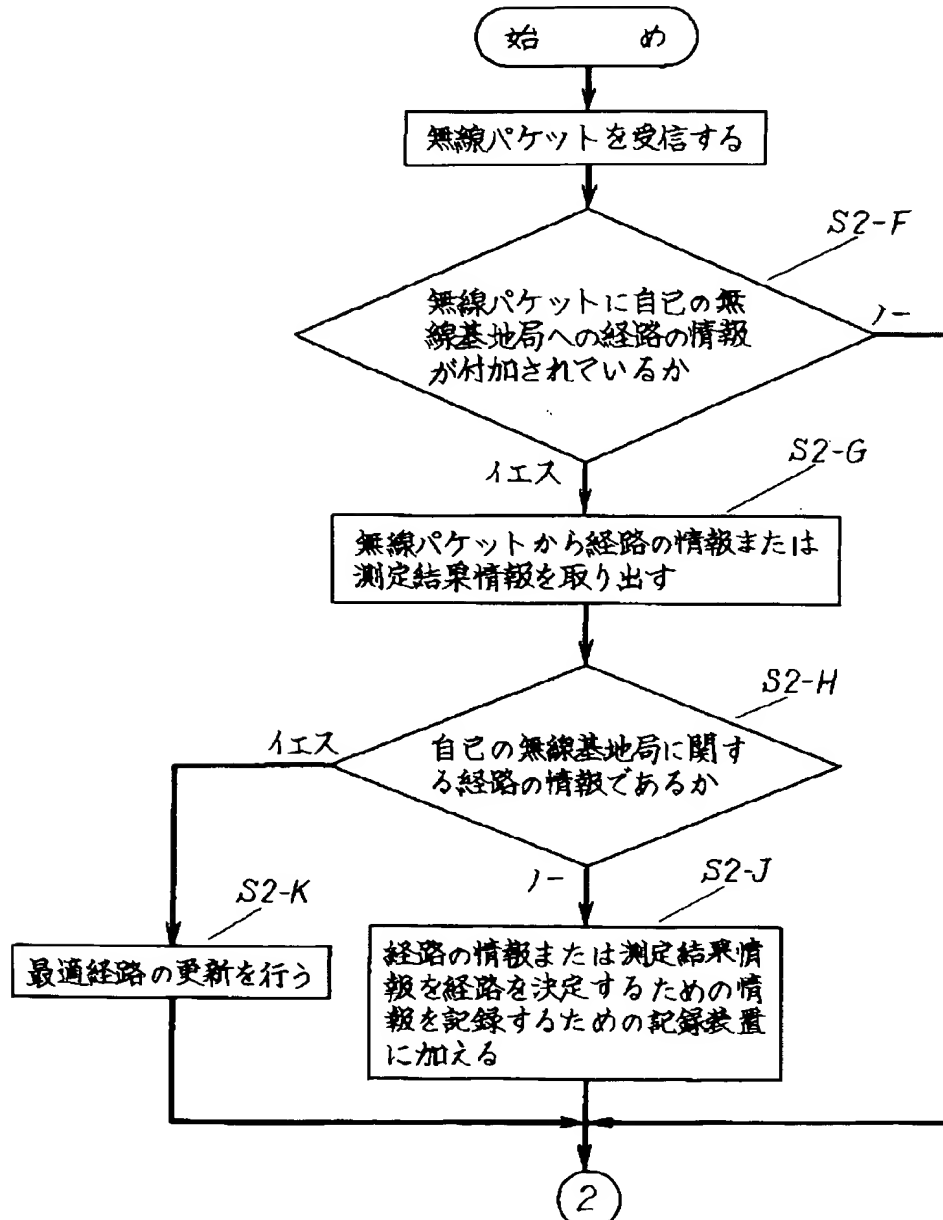 始　め
無線パケットを受信する
S2-F
無線パケットに自己の無
線基地局への経路の情報
が付加されているか
ノー
イエス
S2-G
無線パケットから経路の情報または
測定結果情報を取り出す
S2-H
イエス
自己の無線基地局に関す
る経路の情報であるか
ノー
S2-J
S2-K
最適経路の更新を行う
経路の情報または測定結果情
報を経路を決定するための情
報を記録するための記録装置
に加える
2